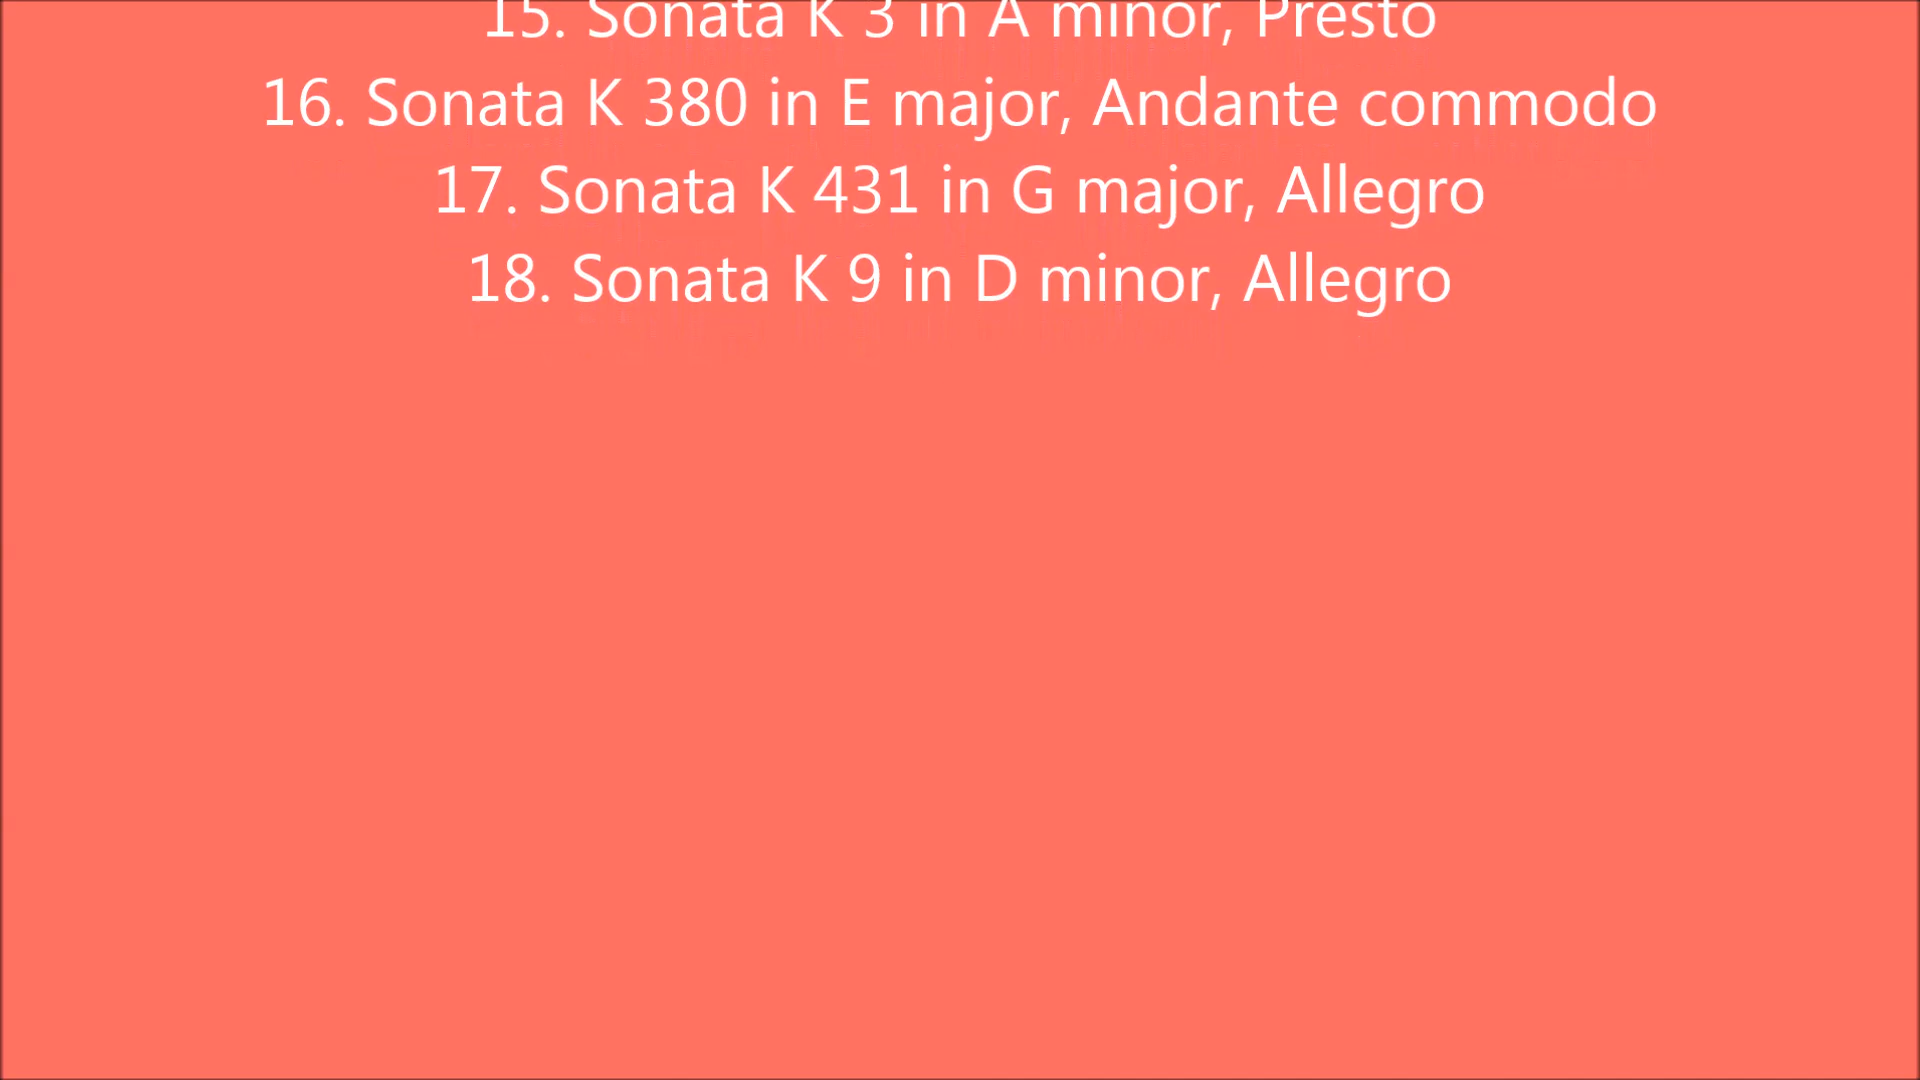 15. Sonata K 3 in A minor, Presto
16. Sonata K 380 in E major, Andante commodo
17. Sonata K 431 in G major, Allegro
18. Sonata K 9 in D minor, Allegro